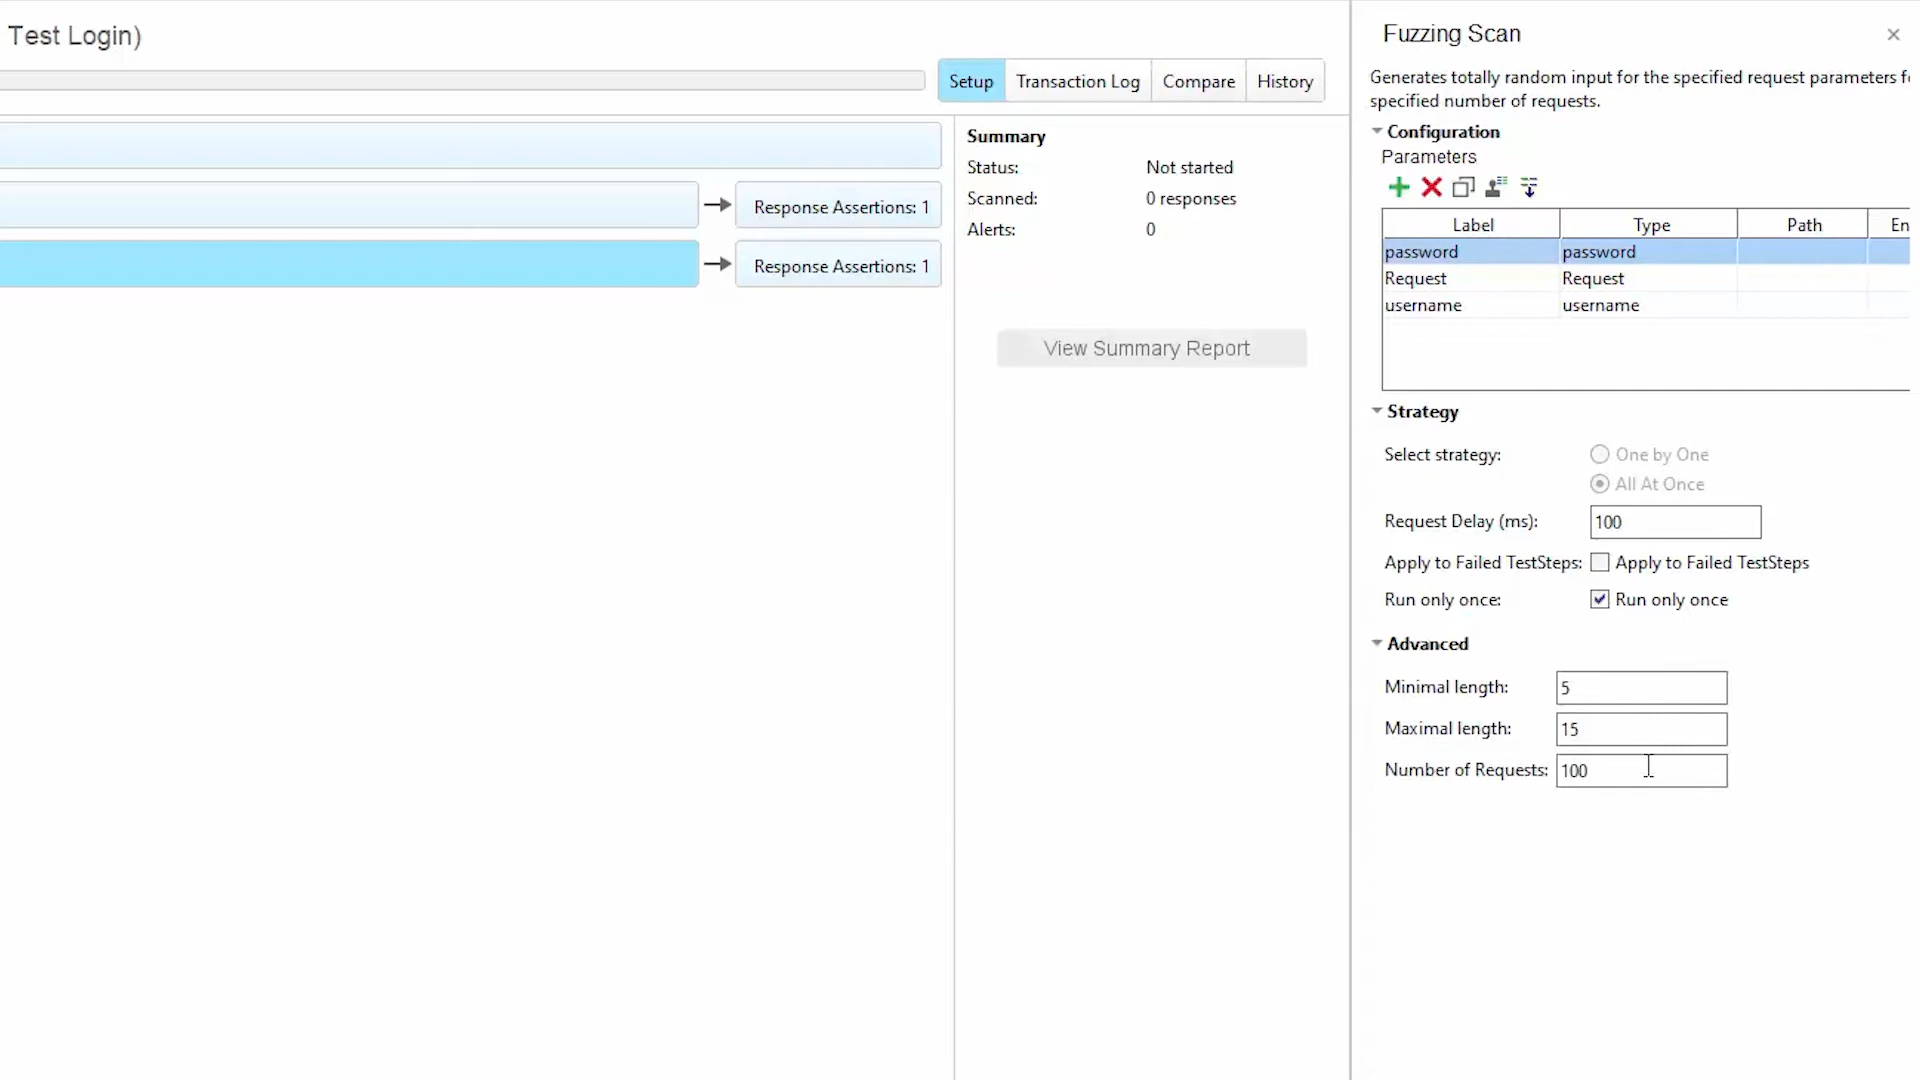 Test Login)
Setup
Transaction Log
Compare
History
Response Assertions: 1
Response Assertions: 1
Summary
Status: Not started
Scanned: 0 responses
Alerts: 0
View Summary Report
Fuzzing Scan
Generates totally random input for the specified request parameters f
specified number of requests.
Configuration
Parameters
Label Type Path En
password password
Request Request
username username
Strategy
Select strategy: One by One
All At Once
Request Delay (ms): 100
Apply to Failed TestSteps: Apply to Failed TestSteps
Run only once: Run only once
Advanced
Minimal length: 5
Maximal length: 15
Number of Requests: 100